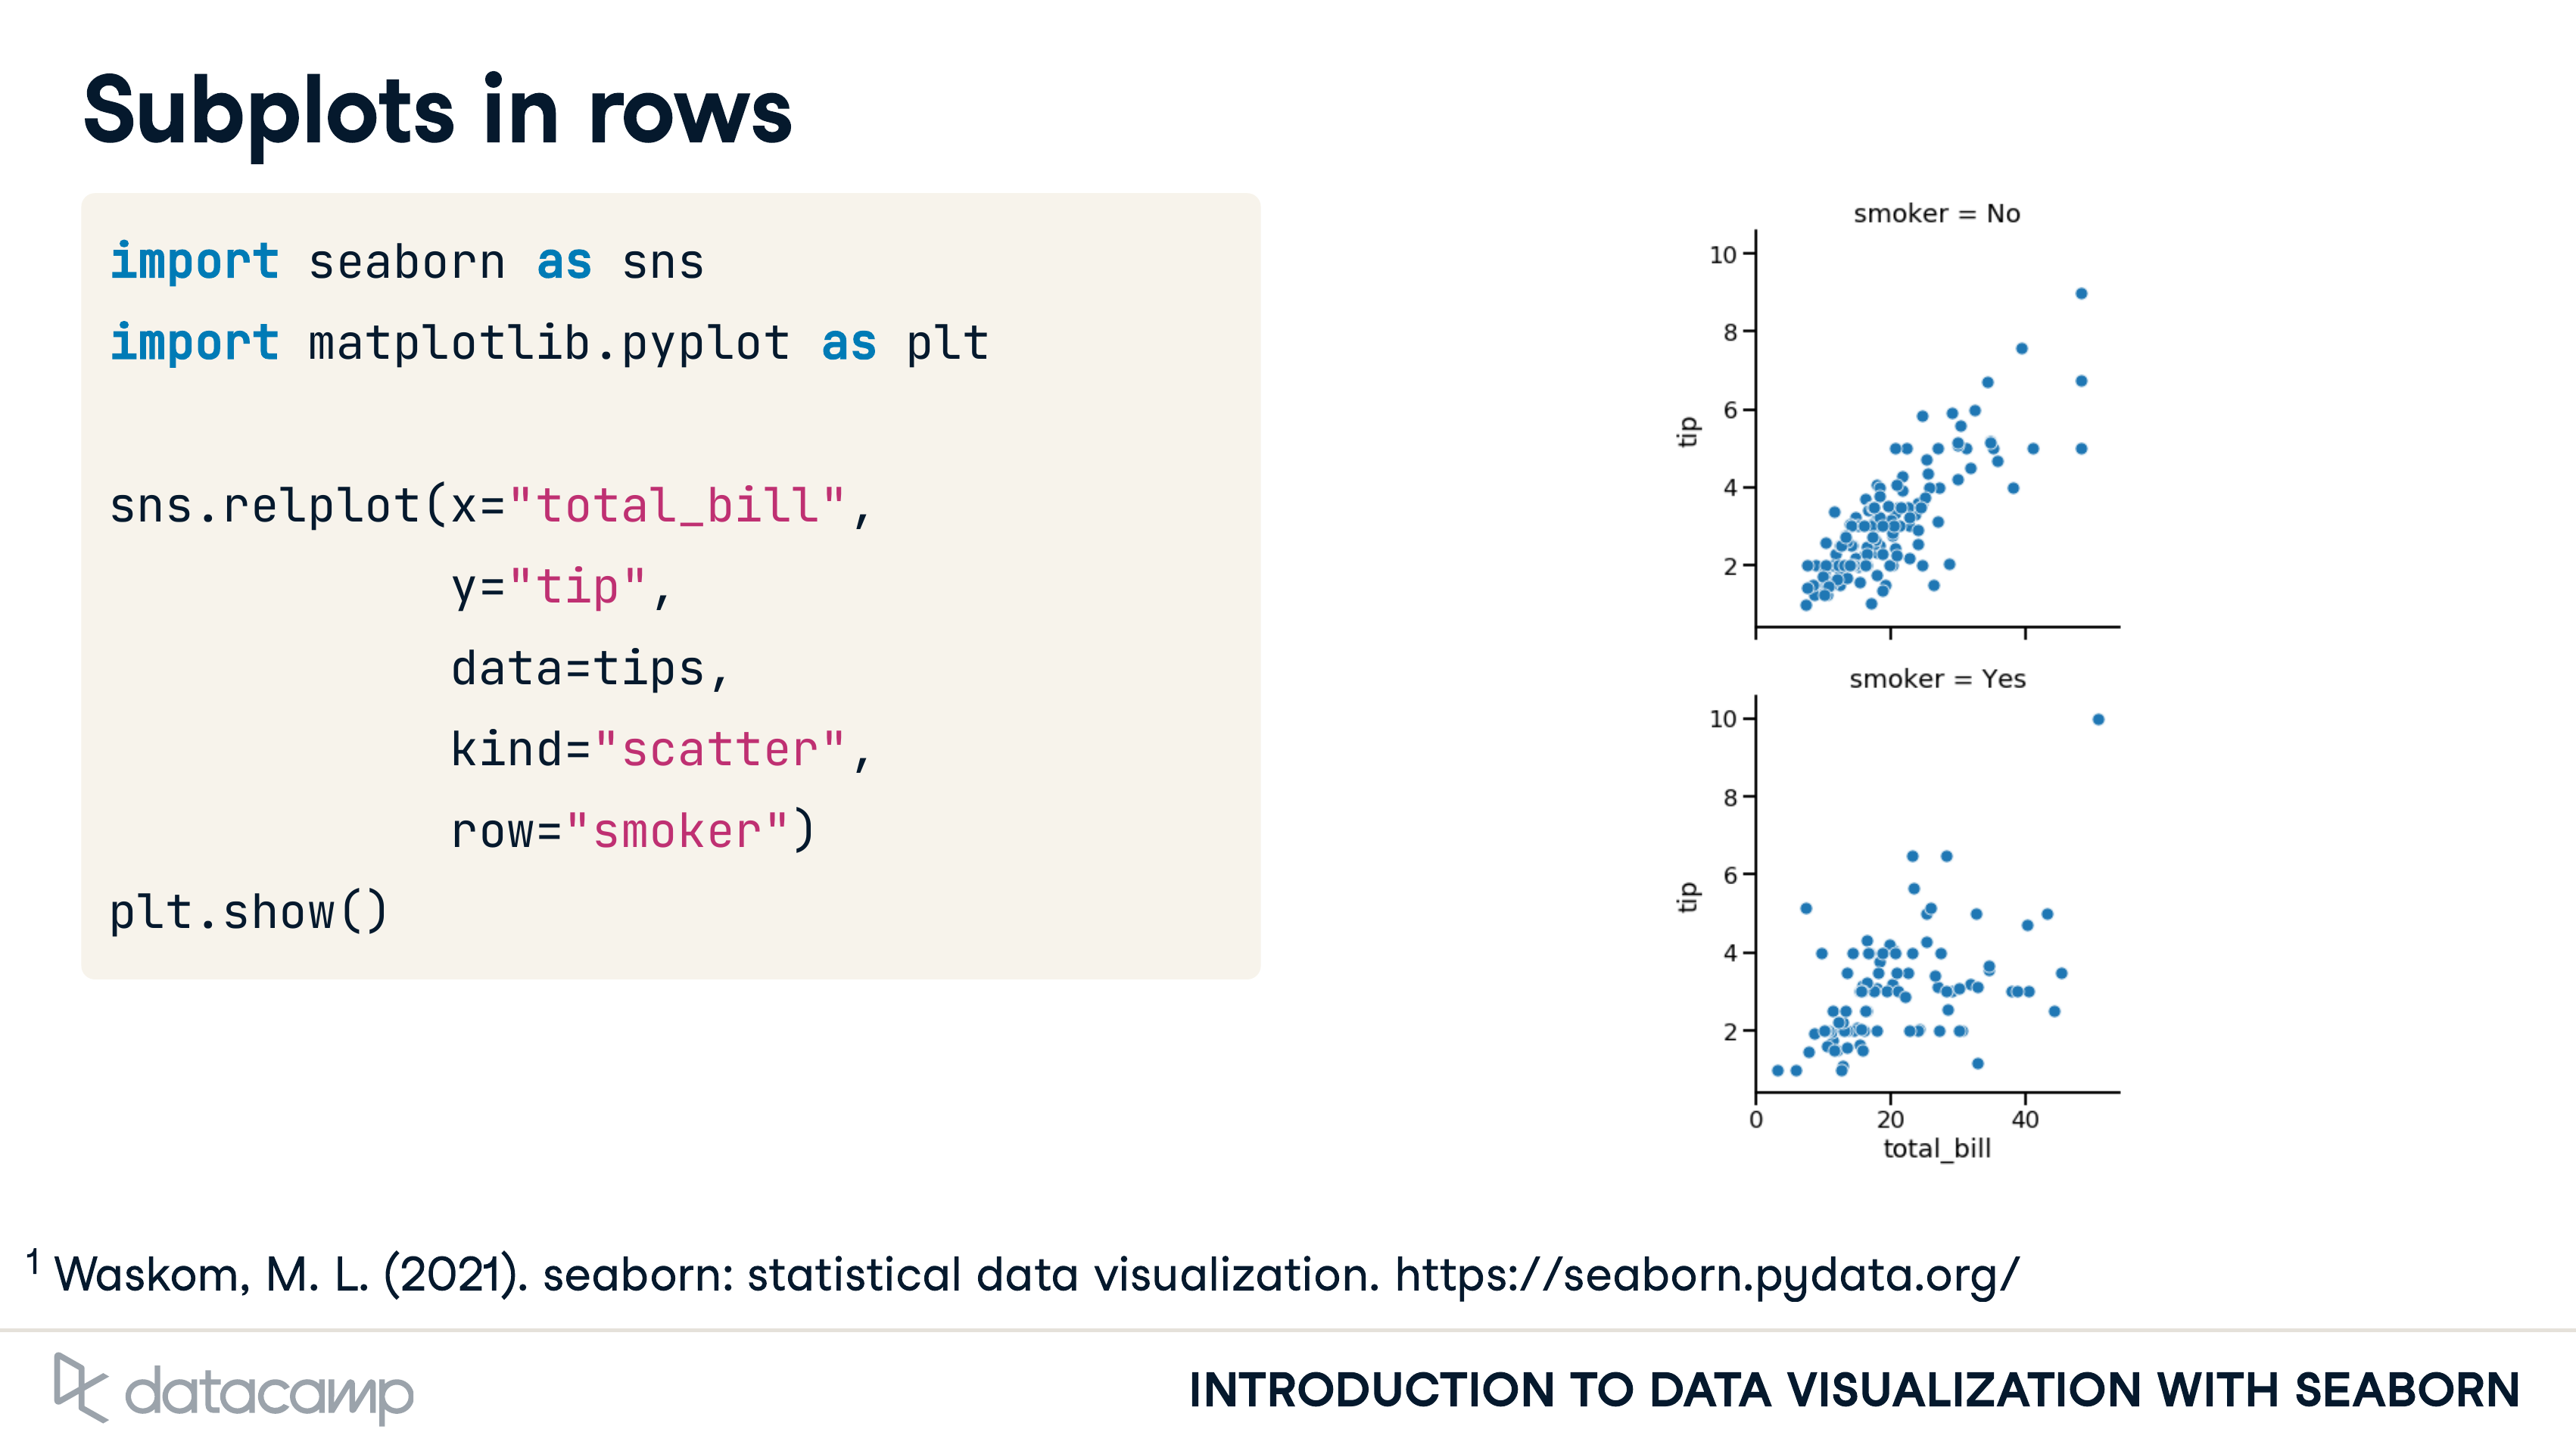 Subplots in rows
import seaborn as sns
import matplotlib.pyplot as plt
sns.relplot(x="total_bill",
y="tip",
data=tips,
kind="scatter",
row="smoker")
plt.show()
smoker = No
10
8
6
4
2
tip
smoker = Yes
10
8
6
4
2
tip
0 20 40
total_bill
1 Waskom, M. L. (2021). seaborn: statistical data visualization. https://seaborn.pydata.org/
datacamp
INTRODUCTION TO DATA VISUALIZATION WITH SEABORN